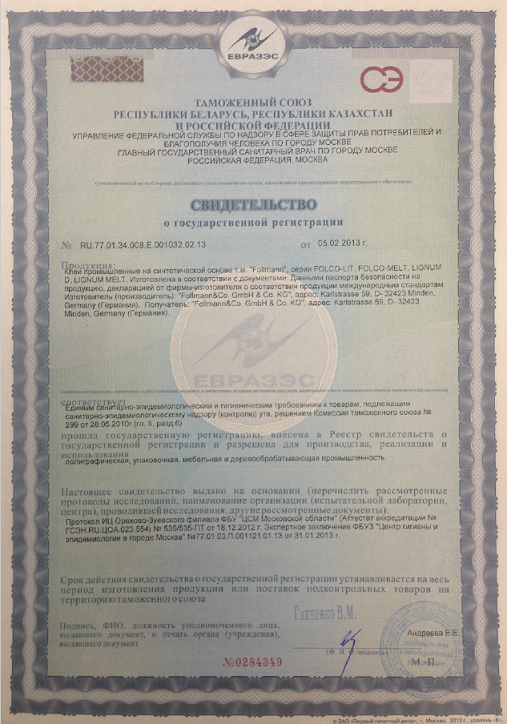 ЕВРАЗЭС
СЭ
ТАМОЖЕННЫЙ СОЮЗ
РЕСПУБЛИКИ БЕЛАРУСЬ, РЕСПУБЛИКИ КАЗАХСТАН
И РОССИЙСКОЙ ФЕДЕРАЦИИ
УПРАВЛЕНИЕ ФЕДЕРАЛЬНОЙ СЛУЖБЫ ПО НАДЗОРУ В СФЕРЕ ЗАЩИТЫ ПРАВ ПОТРЕБИТЕЛЕЙ И
БЛАГОПОЛУЧИЯ ЧЕЛОВЕКА ПО ГОРОДУ МОСКВЕ
ГЛАВНЫЙ ГОСУДАРСТВЕННЫЙ САНИТАРНЫЙ ВРАЧ ПО ГОРОДУ МОСКВЕ
РОССИЙСКАЯ ФЕДЕРАЦИЯ, МОСКВА
СВИДЕТЕЛЬСТВО
о государственной регистрации
№ RU.77.01.34.008.Е.001032.02.13 от 05.02.2013 г.
Продукция:
Клеи промышленные на синтетической основе т.м. "Follmann", серии FOLCO-LIT, FOLCO-MELT, LIGNUM
D, LIGNUM MELT. Изготовлена в соответствии с документами: Данными паспорта безопасности на
продукцию, декларацией от фирмы-изготовителя о соответствии продукции международным стандартам.
Изготовитель (производитель): "Follmann&Co. GmbH & Co. KG", адрес: Karlstrasse 59, D- 32423 Minden,
Germany (Германия). Получатель: "Follmann&Co. GmbH & Co. KG", адрес: Karlstrasse 59, D- 32423
Minden, Germany (Германия).
ЕВРАЗЭС
соответствует
Единым санитарно-эпидемиологическим и гигиеническим требованиям к товарам, подлежащим
санитарно-эпидемиологическому надзору (контролю) утв. решением Комиссии таможенного союза №
299 от 28.05.2010г.(гл. II, разд.6)
прошла государственную регистрацию, внесена в Реестр свидетельств о
государственной регистрации и разрешена для производства, реализации и
использования
полиграфическая, упаковочная, мебельная и деревообрабатывающая промышленность
Настоящее свидетельство выдано на основании (перечислить рассмотренные
протоколы исследований, наименование организации (испытательной лаборатории,
центра), проводившей исследования, другие рассмотренные документы):
Протокол ИЦ Орехово-Зуевского филиала ФБУ "ЦСМ Московской области" (Аттестат аккредитации №
ГСЭН.RU.ЦОА.023.554) № 535/535-ПТ от 18.12.2012 г. Экспертное заключение ФБУЗ "Центр гигиены и
эпидемиологии в городе Москве" №77.01.03.П.001121.01.13 от 31.01.2013 г.
Срок действия свидетельства о государственной регистрации устанавливается на весь
период изготовления продукции или поставок подконтрольных товаров на
территорию таможенного союза
Подпись, ФИО, должность уполномоченного лица,
выдавшего документ, и печать органа (учреждения),
выдавшего документ
Андреева Е.Е.
(Ф. И. О./подпись)
М. П.
№0284349
© ЗАО «Первый печатный двор», г. Москва, 2012 г., уровень «В».